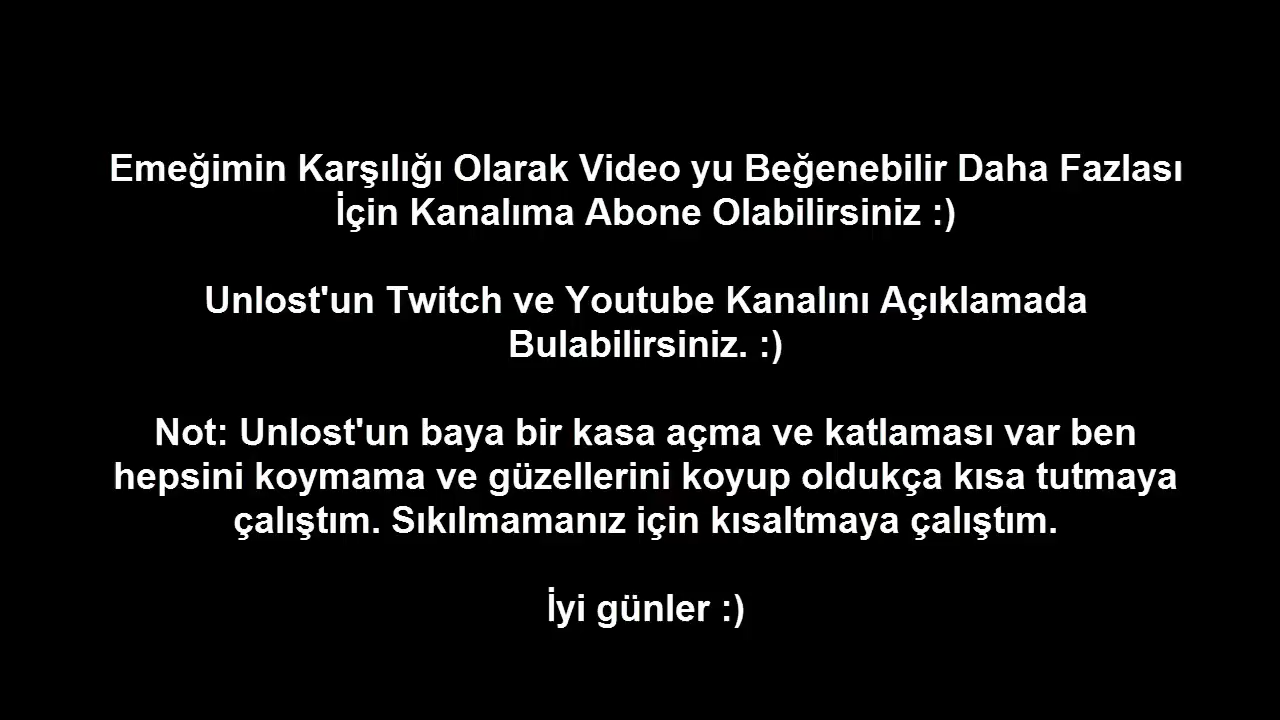 Emeğimin Karşılığı Olarak Video yu Beğenebilir Daha Fazlası
İçin Kanalıma Abone Olabilirsiniz :)
Unlost'un Twitch ve Youtube Kanalını Açıklamada
Bulabilirsiniz. :)
Not: Unlost'un baya bir kasa açma ve katlaması var ben
hepsini koymama ve güzellerini koyup oldukça kısa tutmaya
çalıştım. Sıkılmamanız için kısaltmaya çalıştım.
İyi günler :)